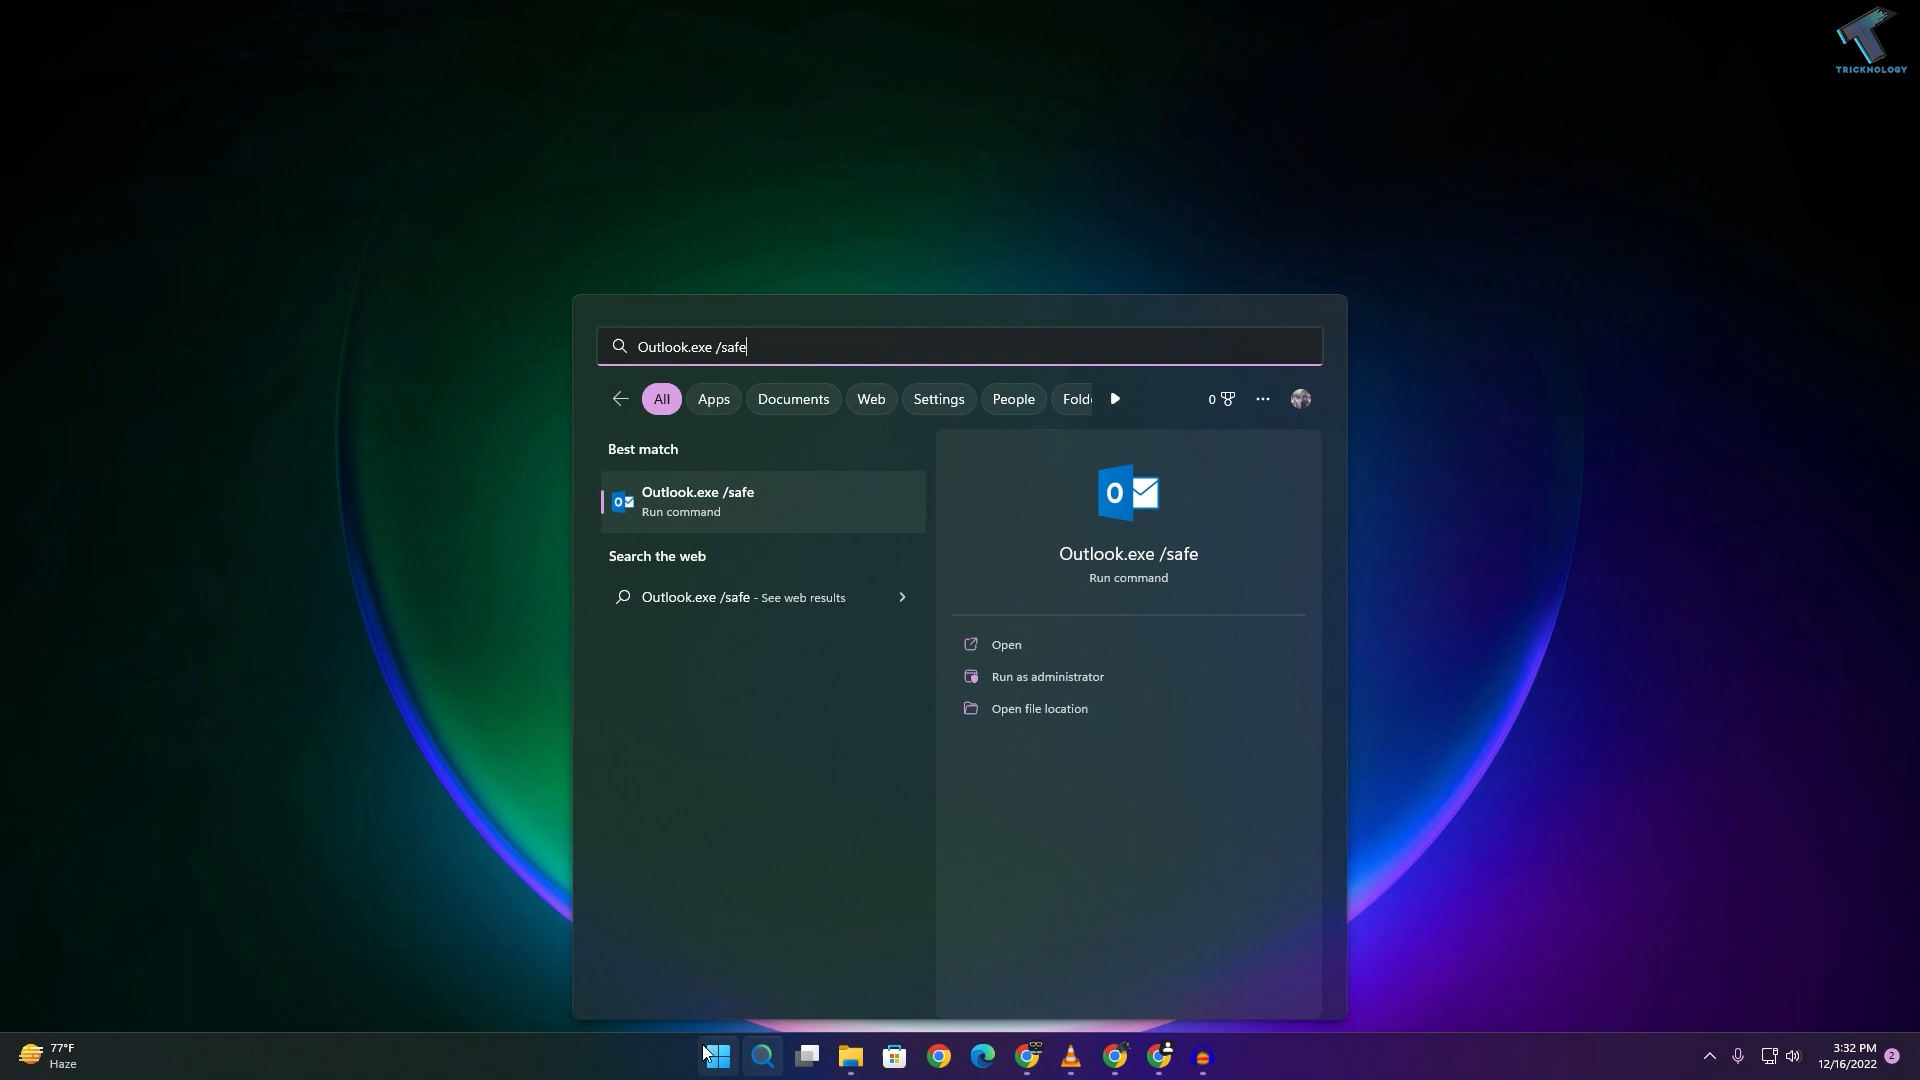 TRICKNOLOGY
Outlook.exe /safe
All Apps Documents Web Settings People Fold 0
Best match
Outlook.exe /safe
Run command
Search the web
Outlook.exe /safe - See web results
Outlook.exe /safe
Run command
Open
Run as administrator
Open file location
77°F
Haze
3:32 PM
12/16/2022
2